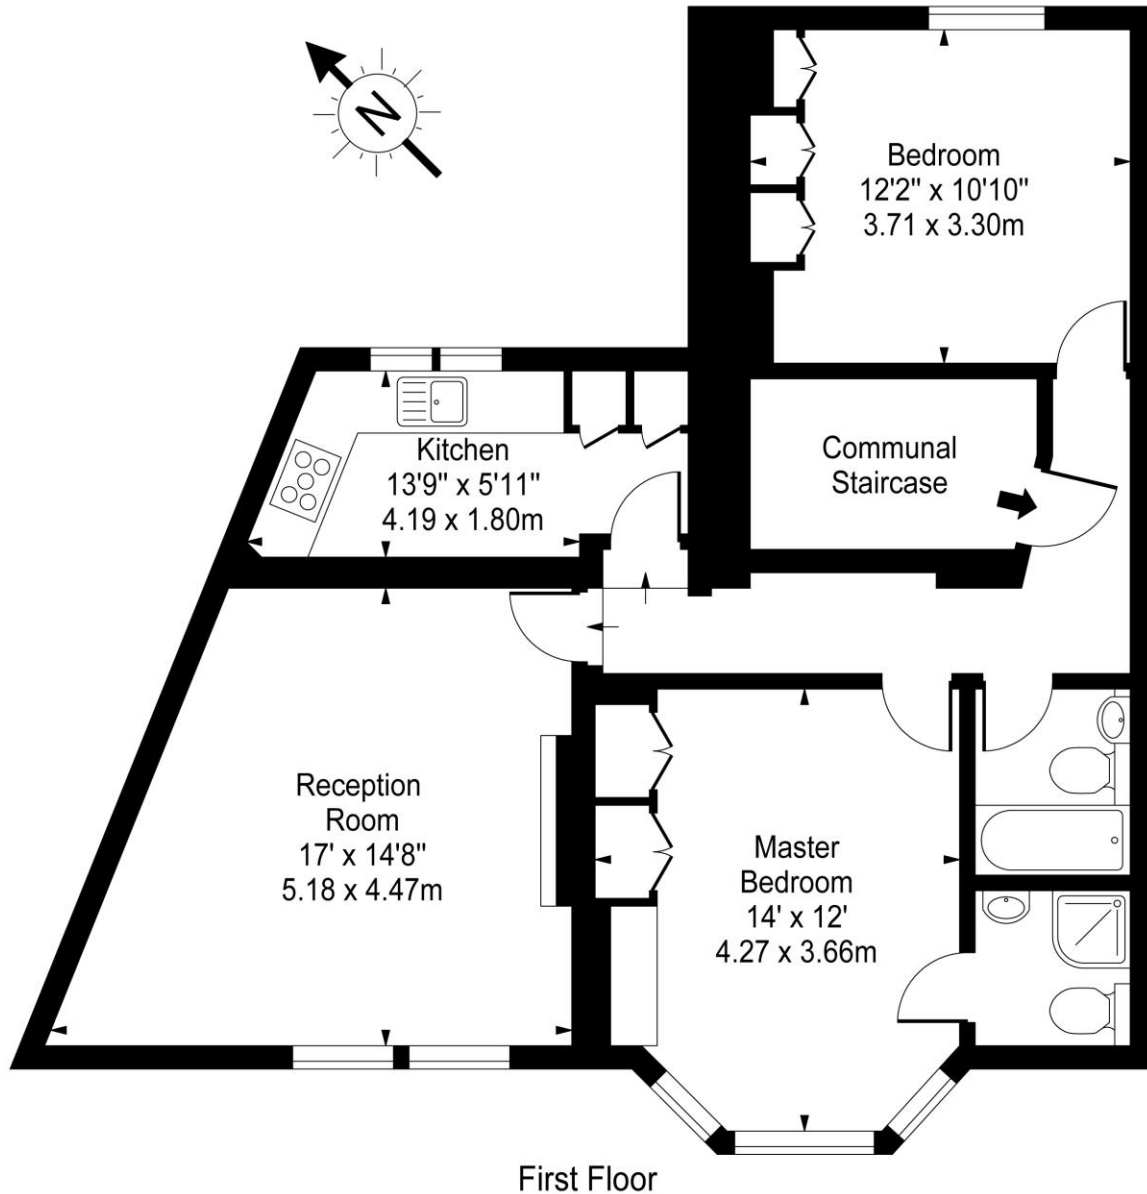 N
Bedroom
12'2" x 10'10"
3.71 x 3.30m
Communal
Staircase
Kitchen
13'9" x 5'11"
4.19 x 1.80m
Reception
Room
17' x 14'8"
5.18 x 4.47m
Master
Bedroom
14' x 12'
4.27 x 3.66m
First Floor